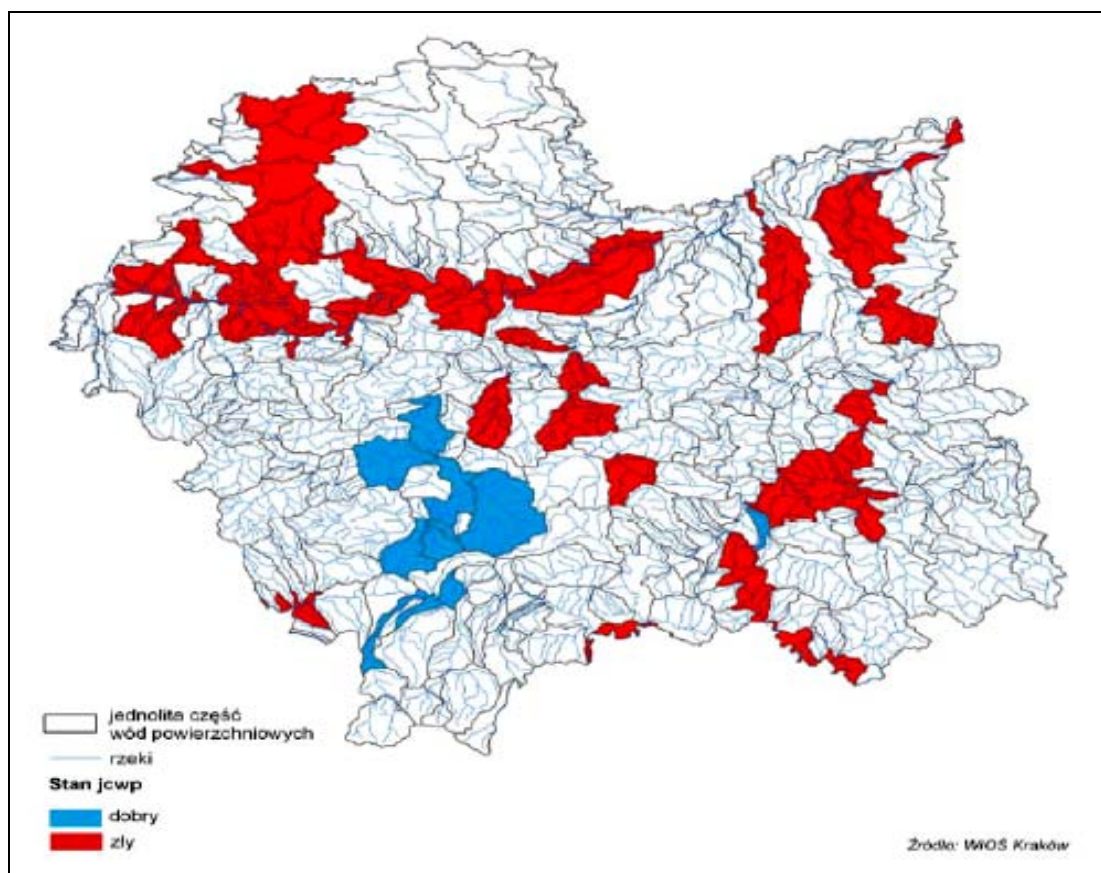 jednolita część
wód powierzchniowych
rzeki
Stan jcwp
dobry
zły
Źródło: WIOŚ Kraków